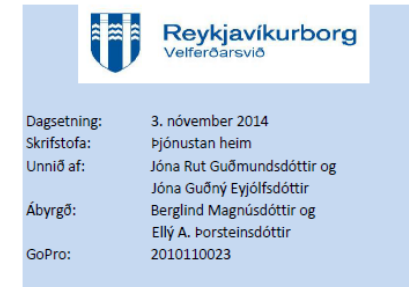 Reykjavíkurborg
Velferðarsvið
Dagsetning: 3. nóvember 2014
Skrifstofa: Þjónustan heim
Unnið af: Jóna Rut Guðmundsdóttir og
Jóna Guðný Eyjólfsdóttir
Ábyrgð: Berglind Magnúsdóttir og
Ellý A. Þorsteinsdóttir
GoPro: 2010110023